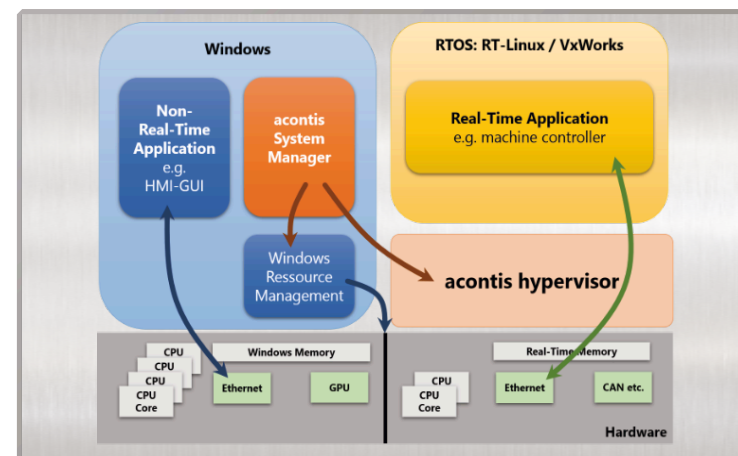 Windows
Non-
Real-Time
Application
e.g.
HMI-GUI
acontis
System
Manager
Windows
Ressource
Management
RTOS: RT-Linux / VxWorks
Real-Time Application
e.g. machine controller
acontis hypervisor
CPU
CPU
CPU
CPU
Core
Windows Memory
Ethernet
GPU
CPU
CPU
Core
Real-Time Memory
Ethernet
CAN etc.
Hardware